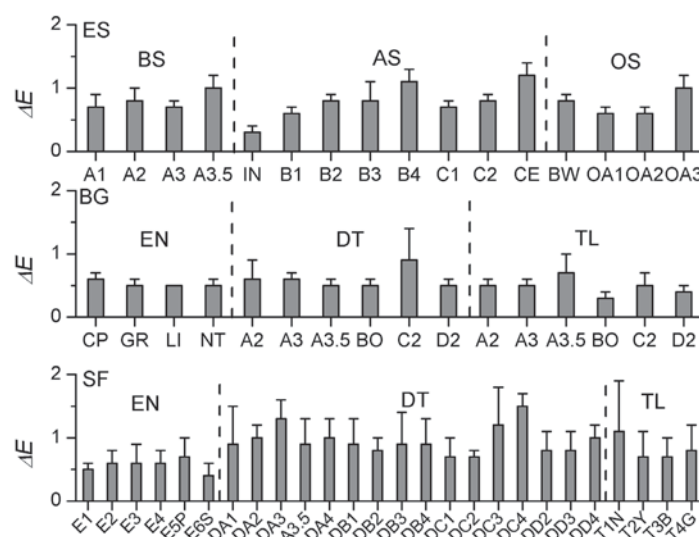 ES
BS AS OS
ΔE
2
1
0
A1 A2 A3 A3.5 IN B1 B2 B3 B4 C1 C2 CE BW OA1 OA2 OA3
BG
EN DT TL
ΔE
2
1
0
CP GR LI NT A2 A3 A3.5 BO C2 D2 A2 A3 A3.5 BO C2 D2
SF
EN DT TL
ΔE
2
1
0
E1 E2 E3 E4 E5P E6S DA1 DA2 DA3 DA3.5 DA4 DB1 DB2 DB3 DB4 DC1 DC2 DC3 DC4 DD2 DD3 DD4 T1N T2Y T3B T4G